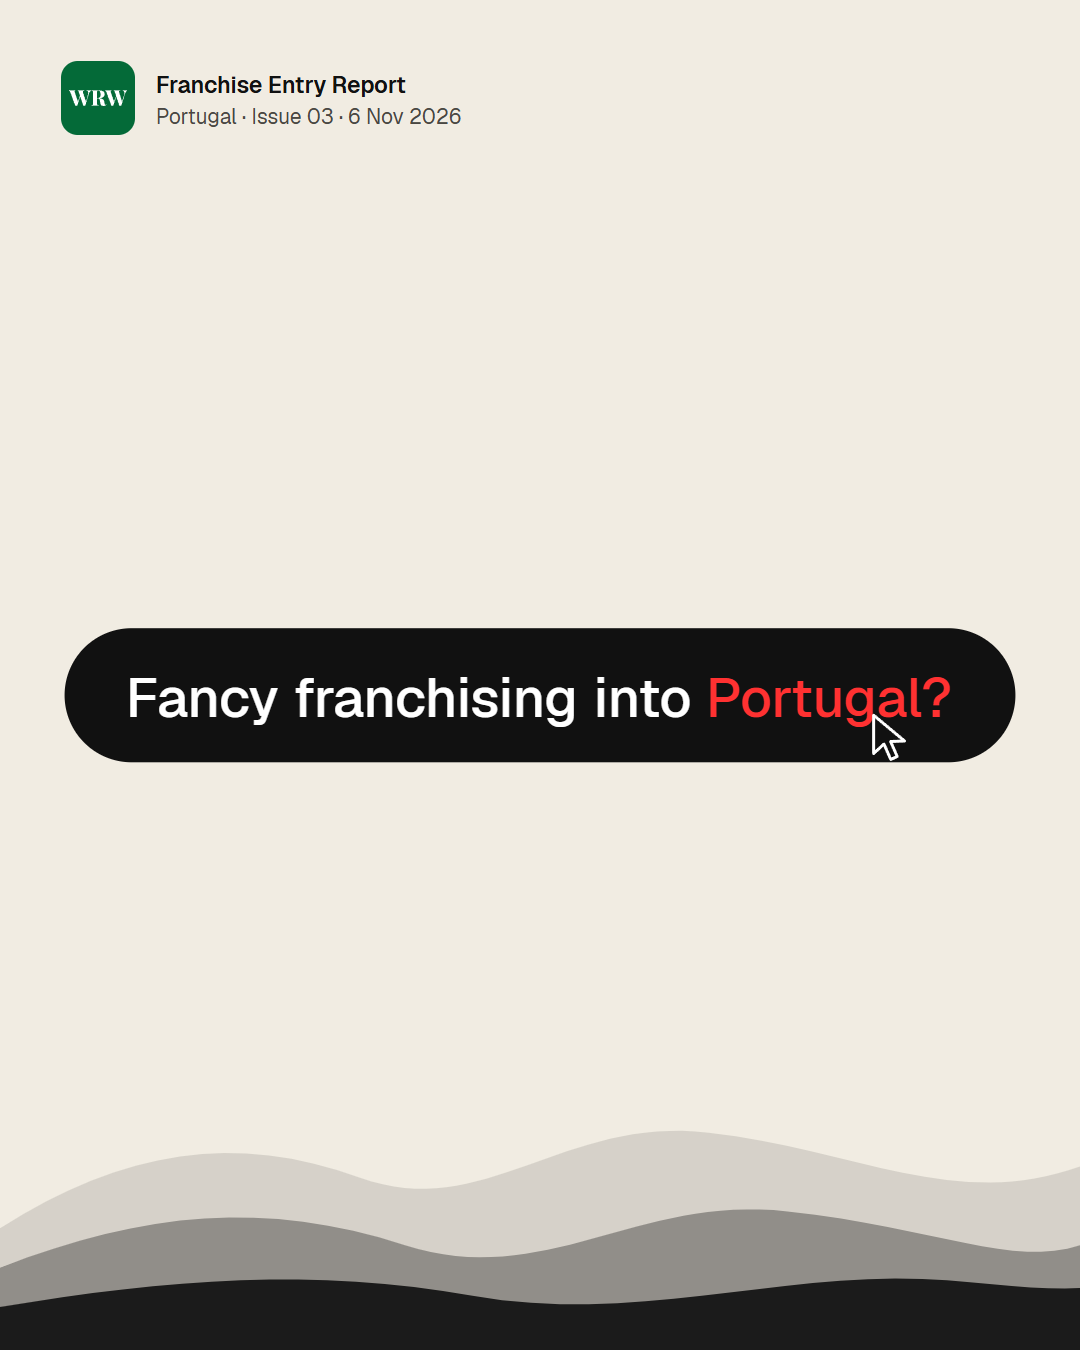 WRW
Franchise Entry Report
Portugal · Issue 03 · 6 Nov 2026
Fancy franchising into Portugal?